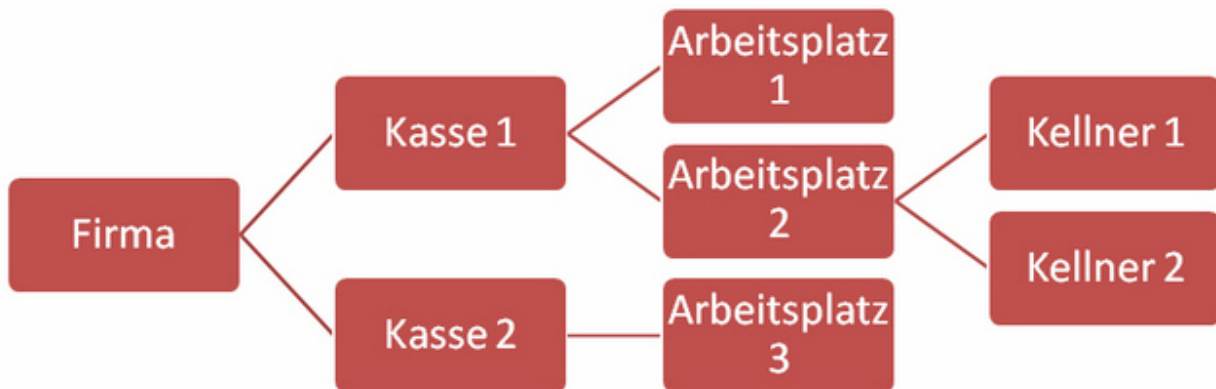 Firma
Kasse 1
Kasse 2
Arbeitsplatz
1
Arbeitsplatz
2
Arbeitsplatz
3
Kellner 1
Kellner 2